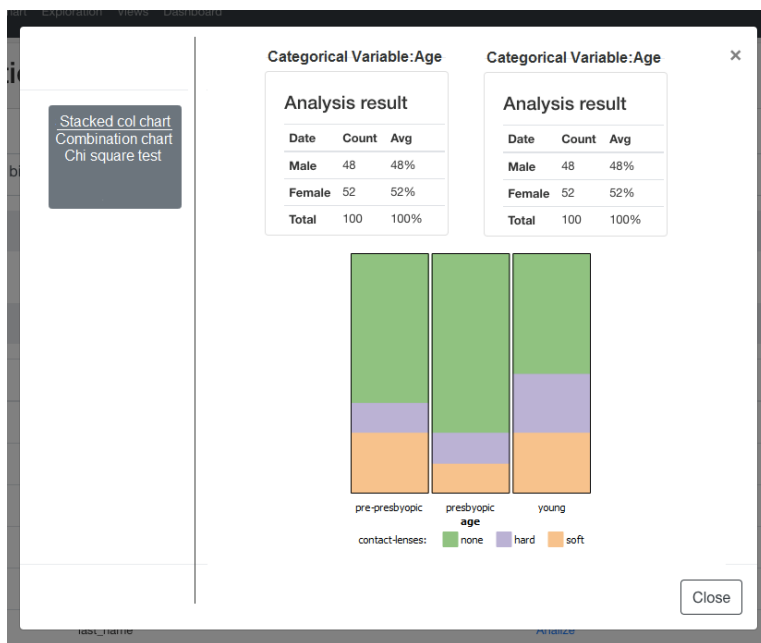 Exploration Views Dashboard
Categorical Variable:Age
Categorical Variable:Age
×
Stacked col chart
Combination chart
Chi square test
Analysis result
Date Count Avg
Male 48 48%
Female 52 52%
Total 100 100%
Analysis result
Date Count Avg
Male 48 48%
Female 52 52%
Total 100 100%
pre-presbyopic presbyopic young
age
contact-lenses: none hard soft
Close
last_name Analize